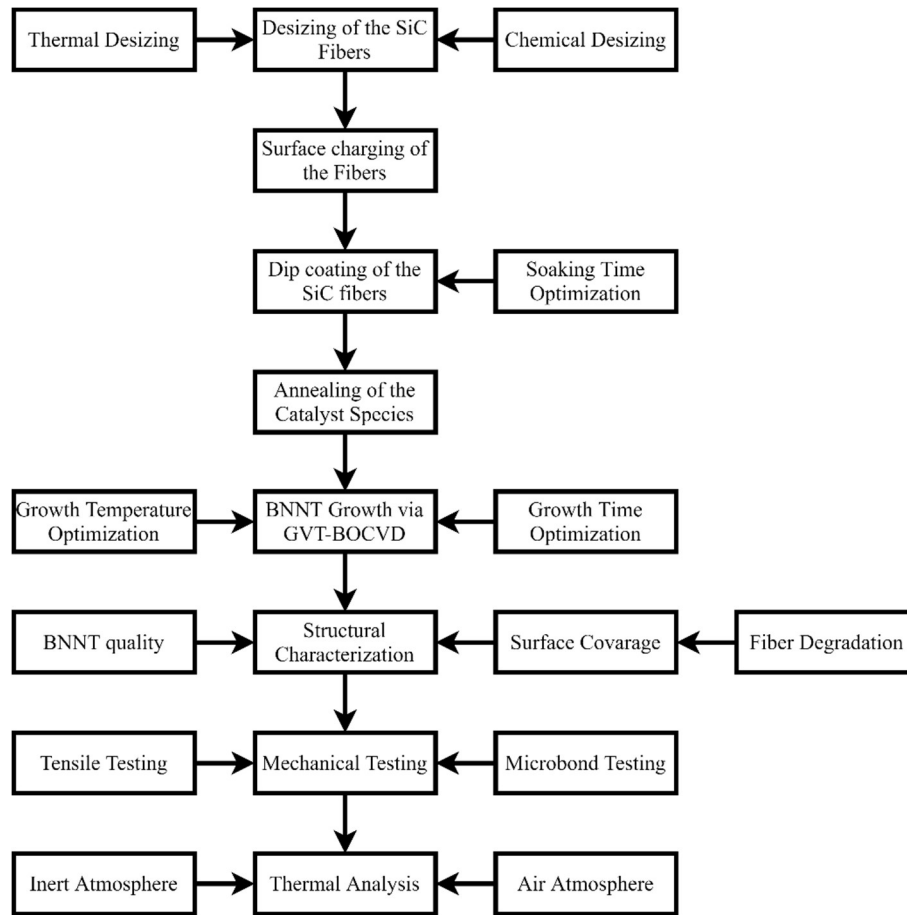 Thermal Desizing
Desizing of the SiC
Fibers
Chemical Desizing
Surface charging of
the Fibers
Dip coating of the
SiC fibers
Soaking Time
Optimization
Annealing of the
Catalyst Species
Growth Temperature
Optimization
BNNT Growth via
GVT-BOCVD
Growth Time
Optimization
BNNT quality
Structural
Characterization
Surface Covarage
Fiber Degradation
Tensile Testing
Mechanical Testing
Microbond Testing
Inert Atmosphere
Thermal Analysis
Air Atmosphere